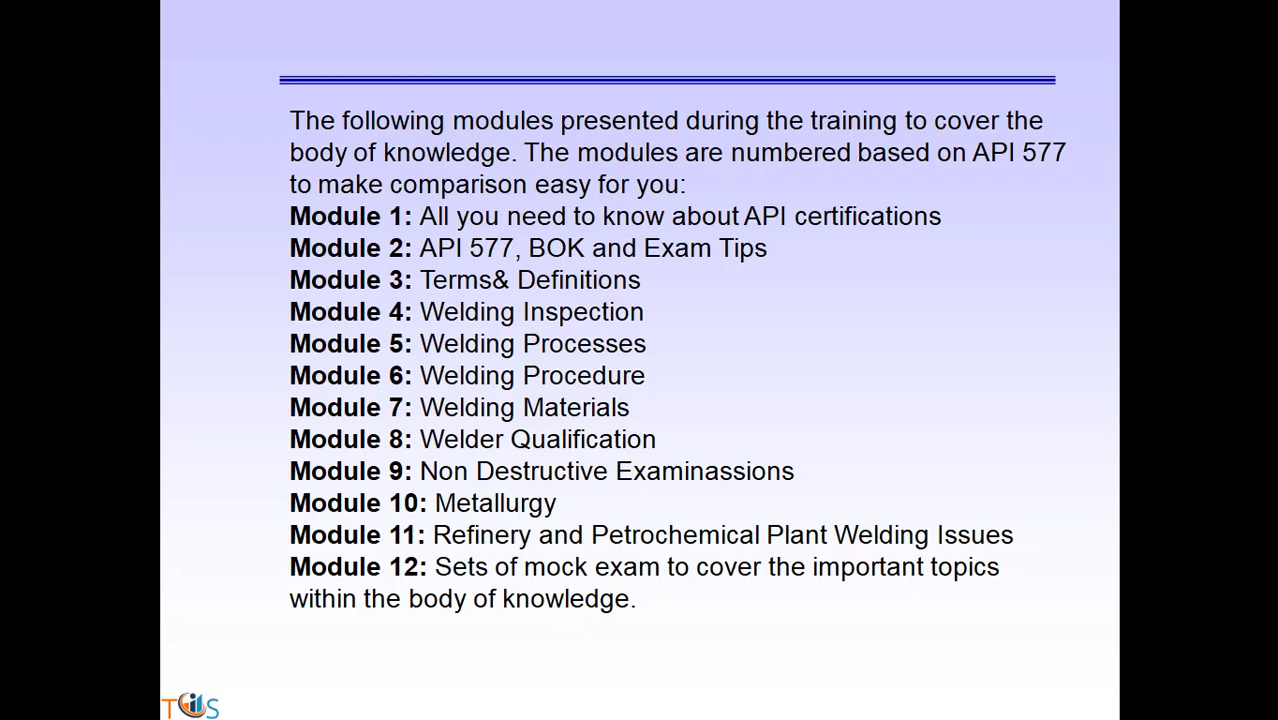 The following modules presented during the training to cover the
body of knowledge. The modules are numbered based on API 577
to make comparison easy for you:
Module 1: All you need to know about API certifications
Module 2: API 577, BOK and Exam Tips
Module 3: Terms& Definitions
Module 4: Welding Inspection
Module 5: Welding Processes
Module 6: Welding Procedure
Module 7: Welding Materials
Module 8: Welder Qualification
Module 9: Non Destructive Examinassions
Module 10: Metallurgy
Module 11: Refinery and Petrochemical Plant Welding Issues
Module 12: Sets of mock exam to cover the important topics
within the body of knowledge.